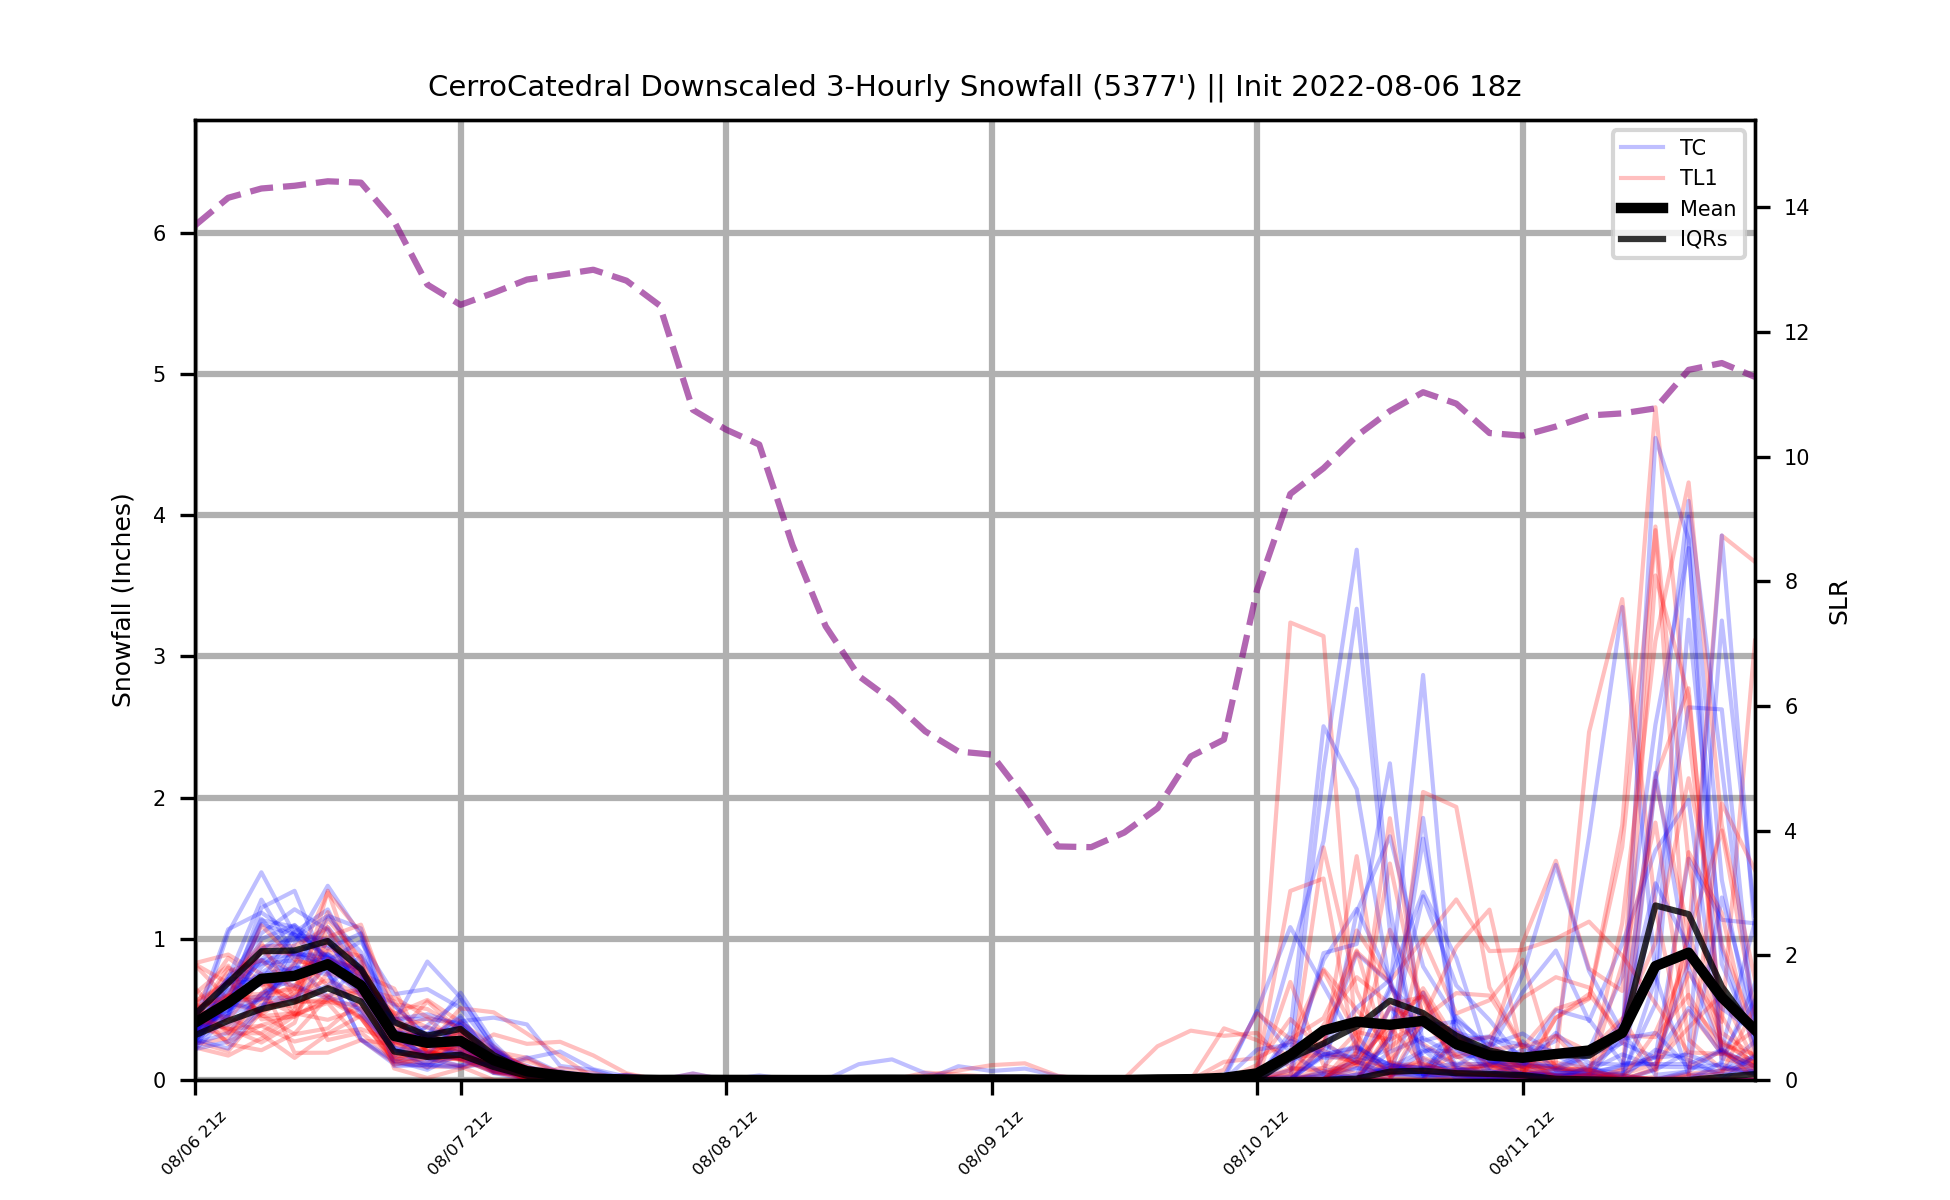 CerroCatedral Downscaled 3-Hourly Snowfall (5377') || Init 2022-08-06 18z
TC
TL1
Mean
IQRs
Snowfall (Inches)
6
5
4
3
2
1
0
14
12
10
8
6
4
2
0
SLR
08/06 21z
08/07 21z
08/08 21z
08/09 21z
08/10 21z
08/11 21z